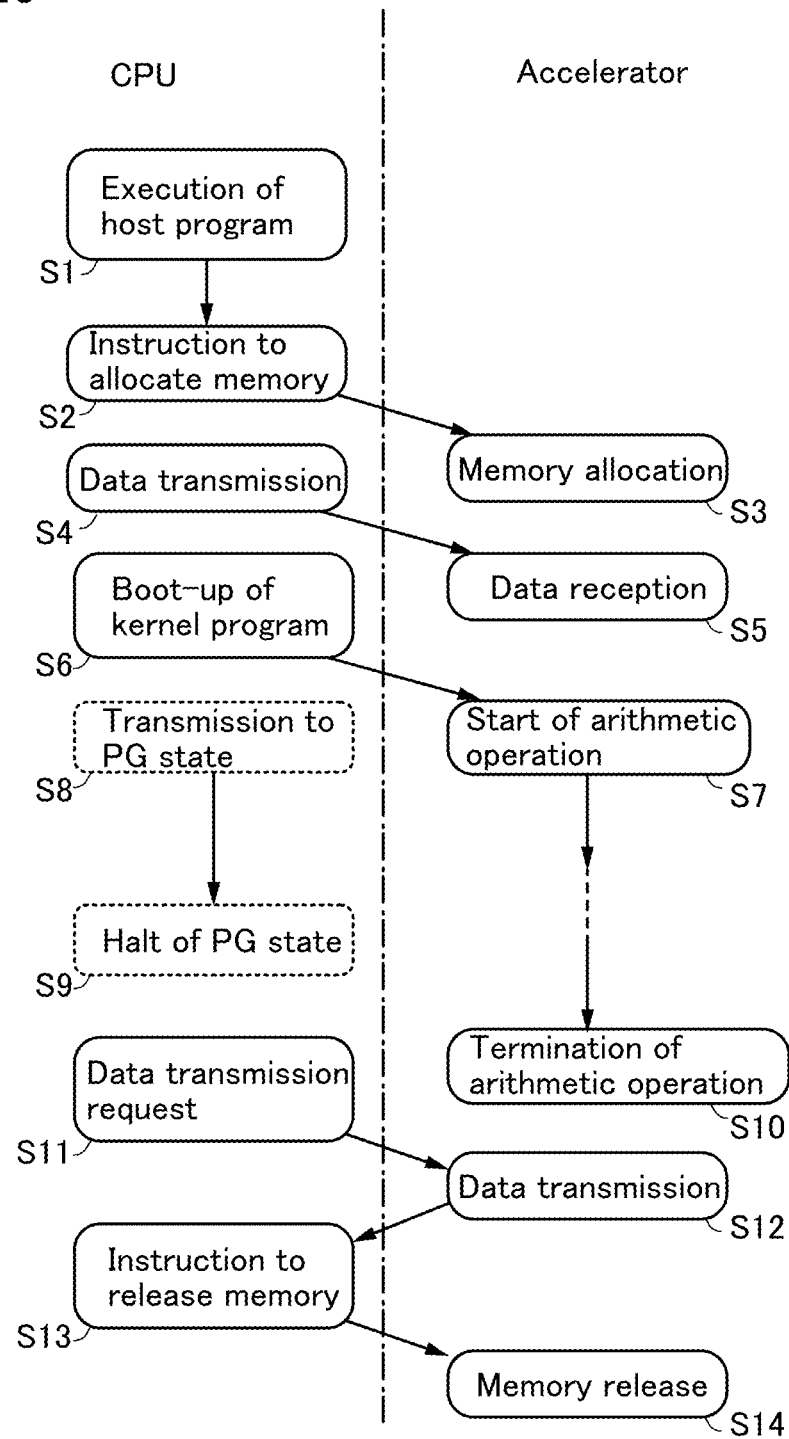 CPU
Accelerator
Execution of
host program
S1
Instruction to
allocate memory
S2
Memory allocation
S3
Data transmission
S4
Data reception
S5
Boot-up of
kernel program
S6
Start of arithmetic
operation
S7
Transmission to
PG state
S8
Halt of PG state
S9
Termination of
arithmetic operation
S10
Data transmission
request
S11
Data transmission
S12
Instruction to
release memory
S13
Memory release
S14